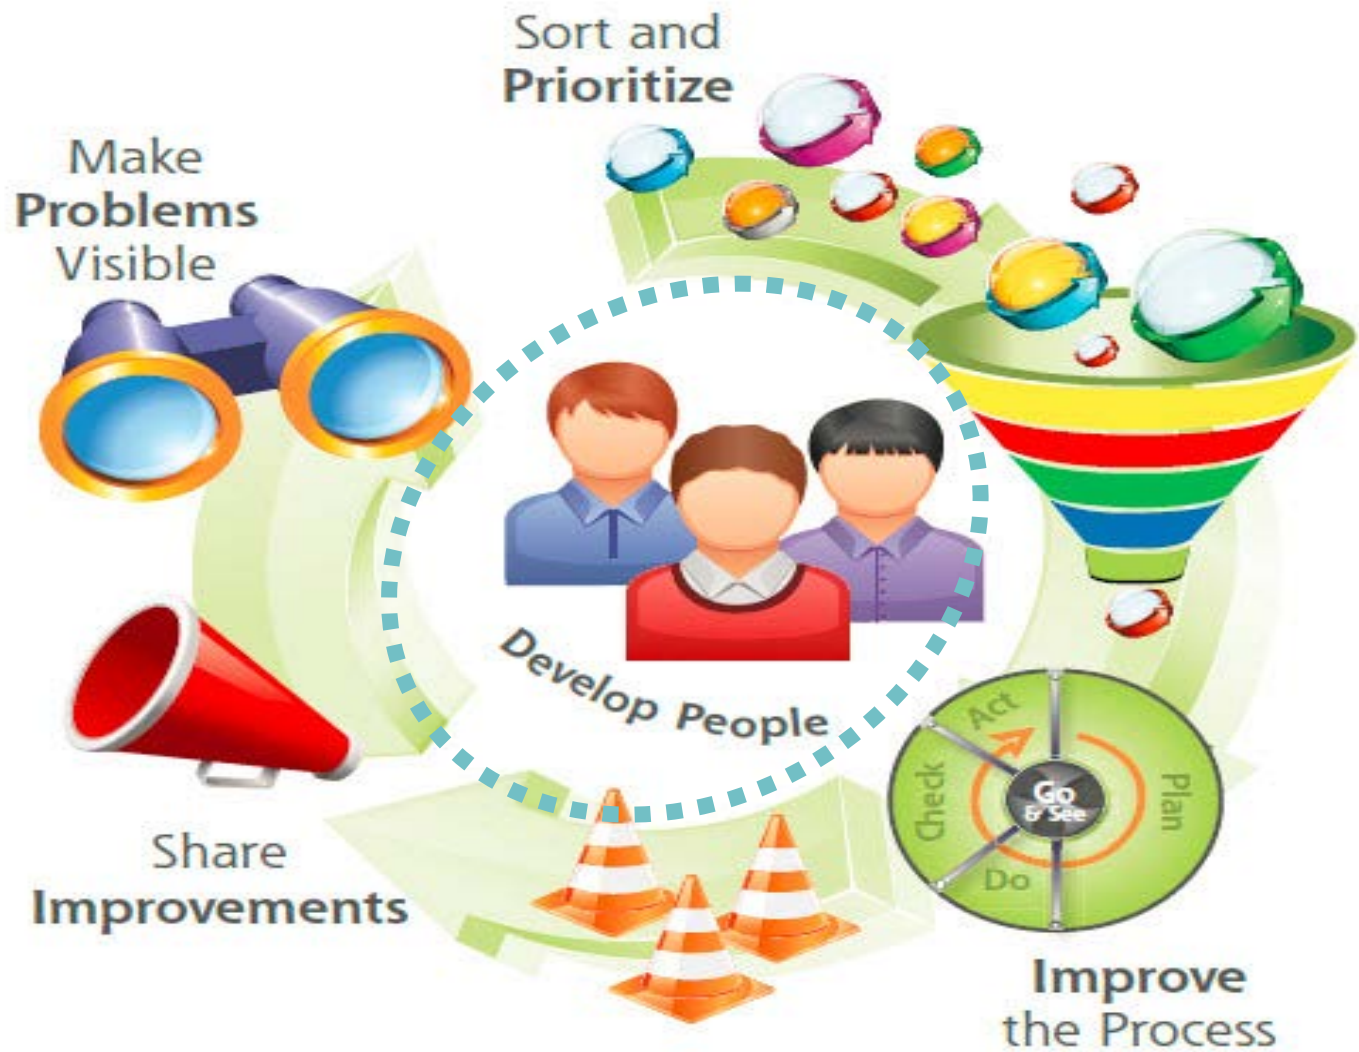 Sort and
Prioritize
Make
Problems
Visible
Develop People
Act
Plan
Check
Go
& See
Do
Share
Improvements
Improve
the Process